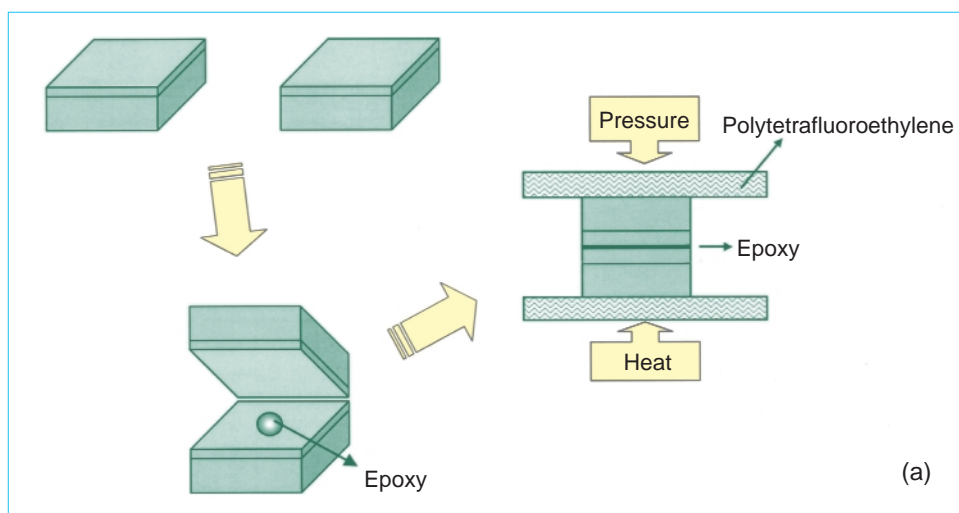 Pressure
Polytetrafluoroethylene
Epoxy
Heat
Epoxy
(a)